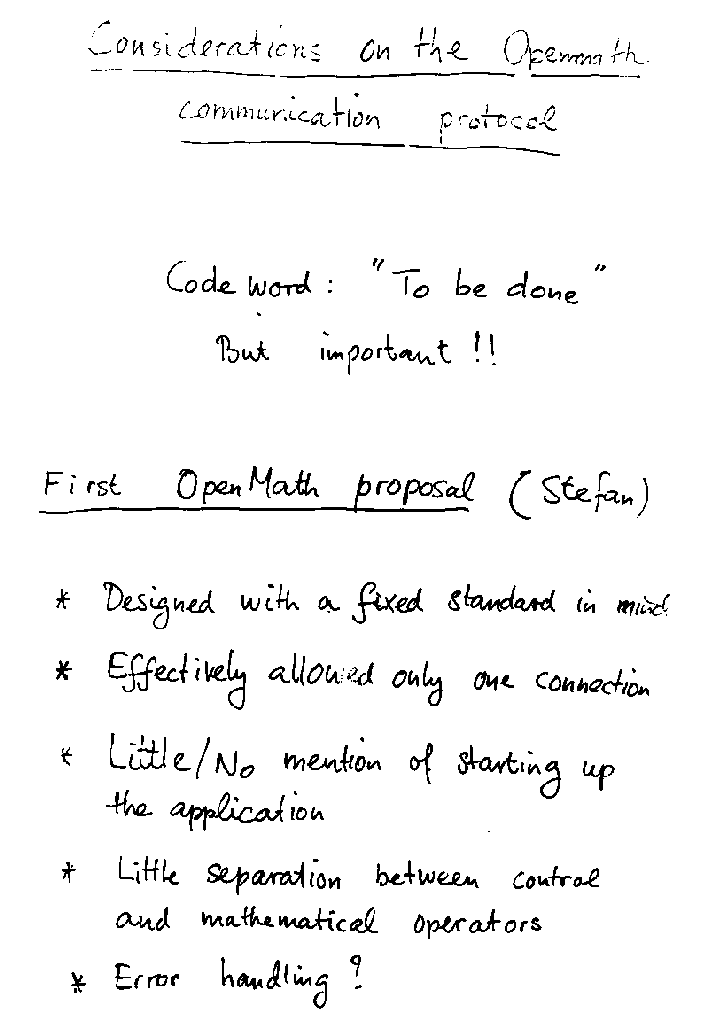 Considerations on the Openmath
communication protocol
Code word : "To be done"
But important !!
First OpenMath proposal (Stefan)
* Designed with a fixed standard in mind
* Effectively allowed only one connection
* Little/No mention of starting up
the application
* Little separation between control
and mathematical operators
* Error handling ?